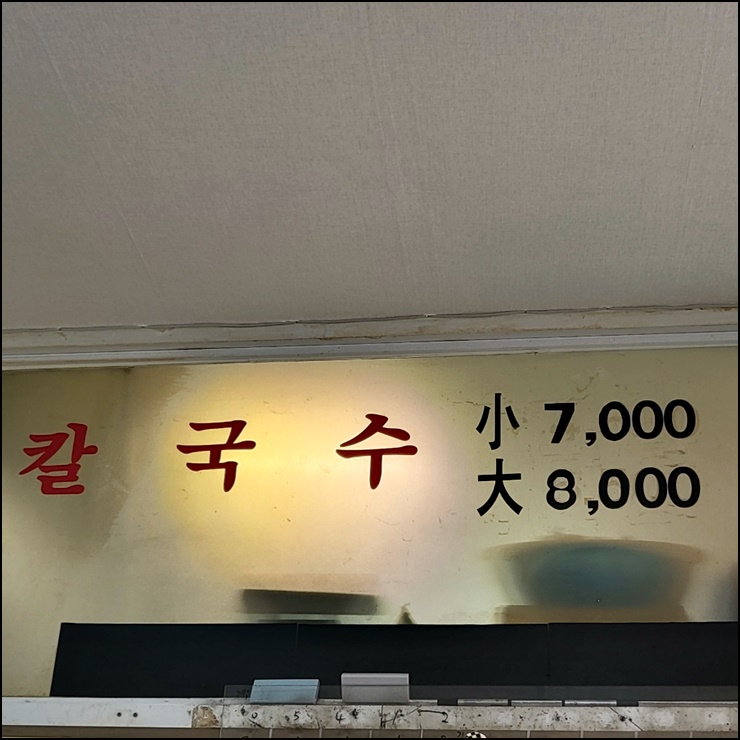 칼 국 수 小 7,000
大 8,000